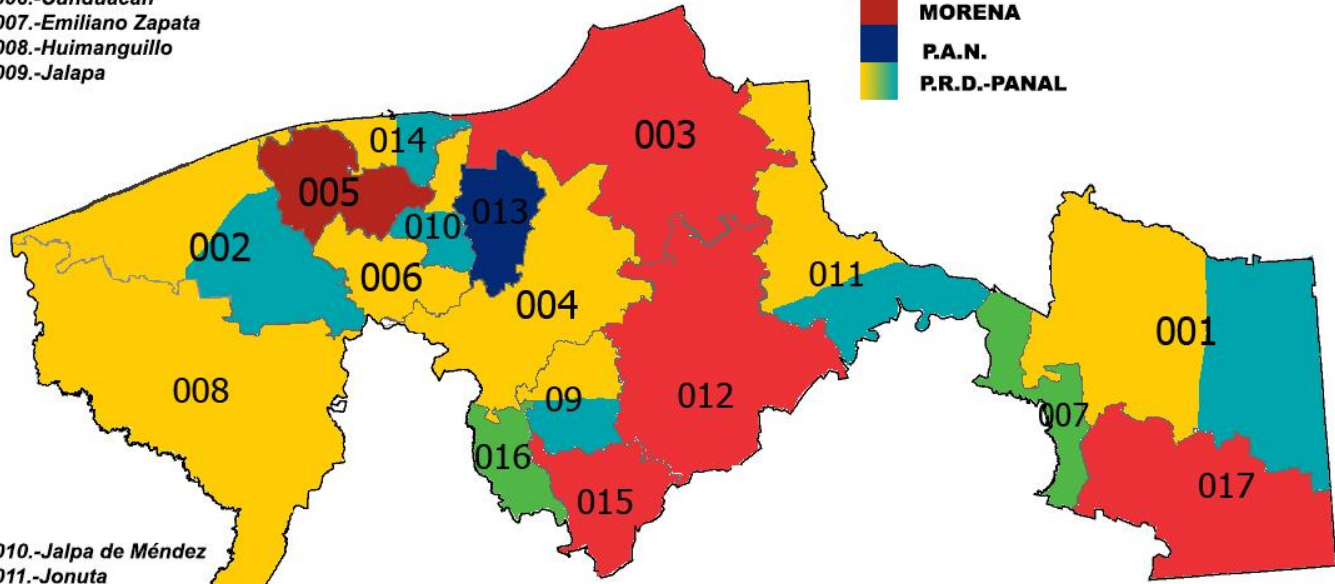 007.-Emiliano Zapata
008.-Huimanguillo
009.-Jalapa
MORENA
P.A.N.
P.R.D.-PANAL
014
003
005
013
010
002
006
004
011
001
008
09
012
007
016
015
017
010.-Jalpa de Méndez
011.-Jonuta